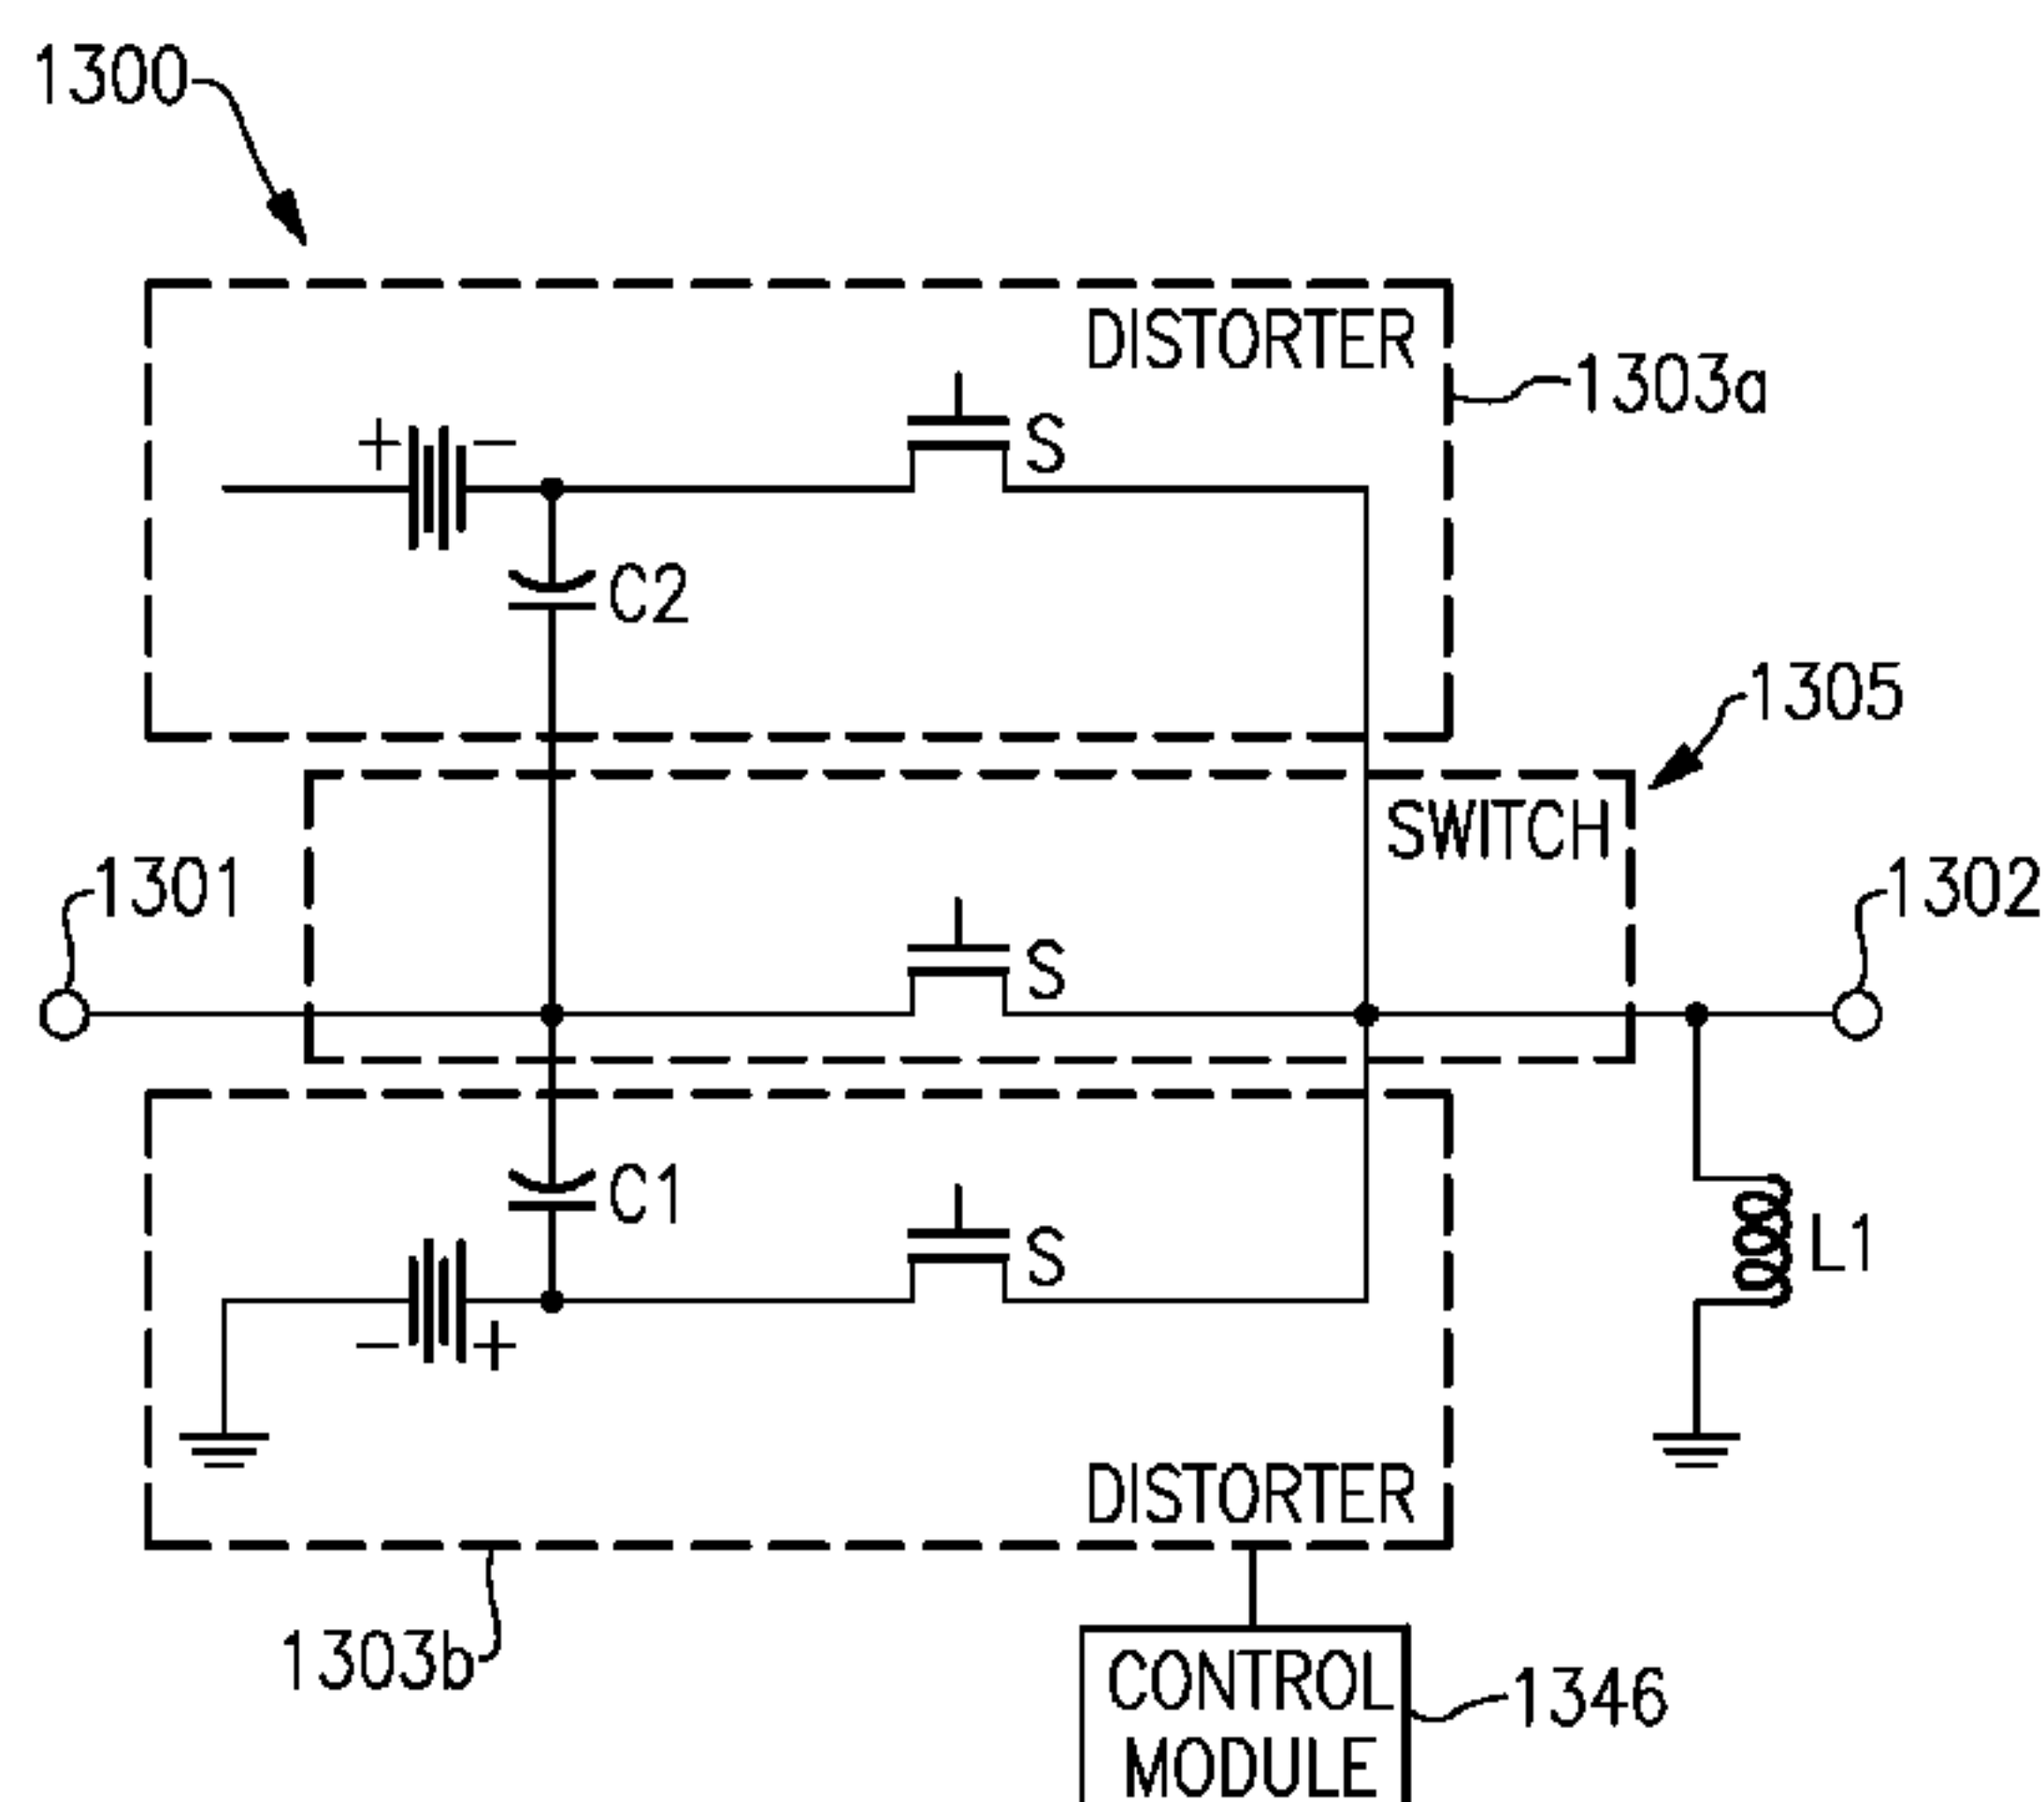 1300
DISTORTER
1303a
+ -
S
C2
1305
SWITCH
1301
1302
S
C1
S
L1
- +
DISTORTER
1303b
CONTROL
MODULE
1346